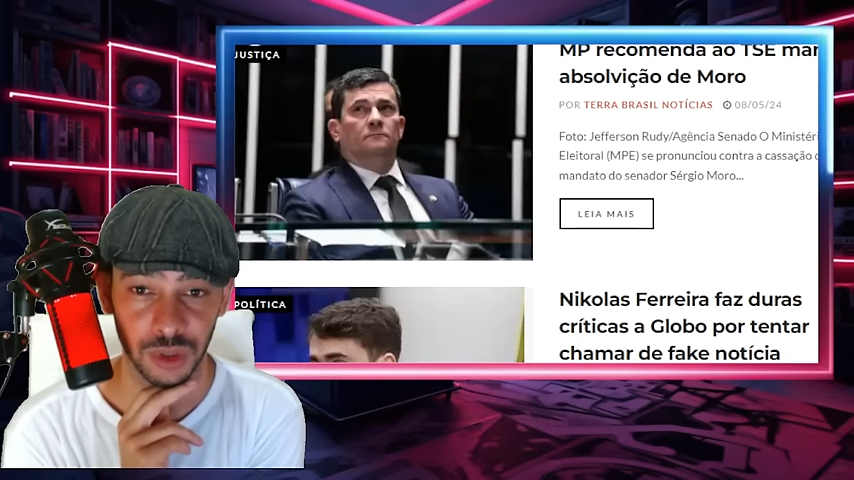 JUSTIÇA
MP recomenda ao TSE
absolvição de Moro
POR TERRA BRASIL NOTÍCIAS 08/05/24
Foto: Jefferson Rudy/Agência Senado O
Eleitoral (MPE) se pronunciou contra a cassação
mandato do senador Sérgio Moro...
LEIA MAIS
POLÍTICA
Nikolas Ferreira faz duras
críticas a Globo por tentar
chamar de fake notícia